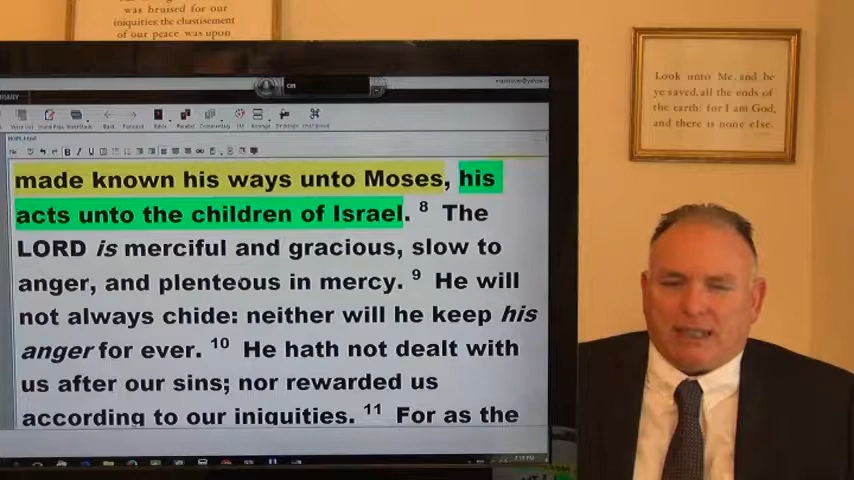 was bruised for our
iniquities the chastisement
of our peace was upon
Look unto Me, and be
ye saved, all the ends of
the earth: for I am God,
and there is none else.
made known his ways unto Moses, his
acts unto the children of Israel. 8 The
LORD is merciful and gracious, slow to
anger, and plenteous in mercy. 9 He will
not always chide: neither will he keep his
anger for ever. 10 He hath not dealt with
us after our sins; nor rewarded us
according to our iniquities. 11 For as the